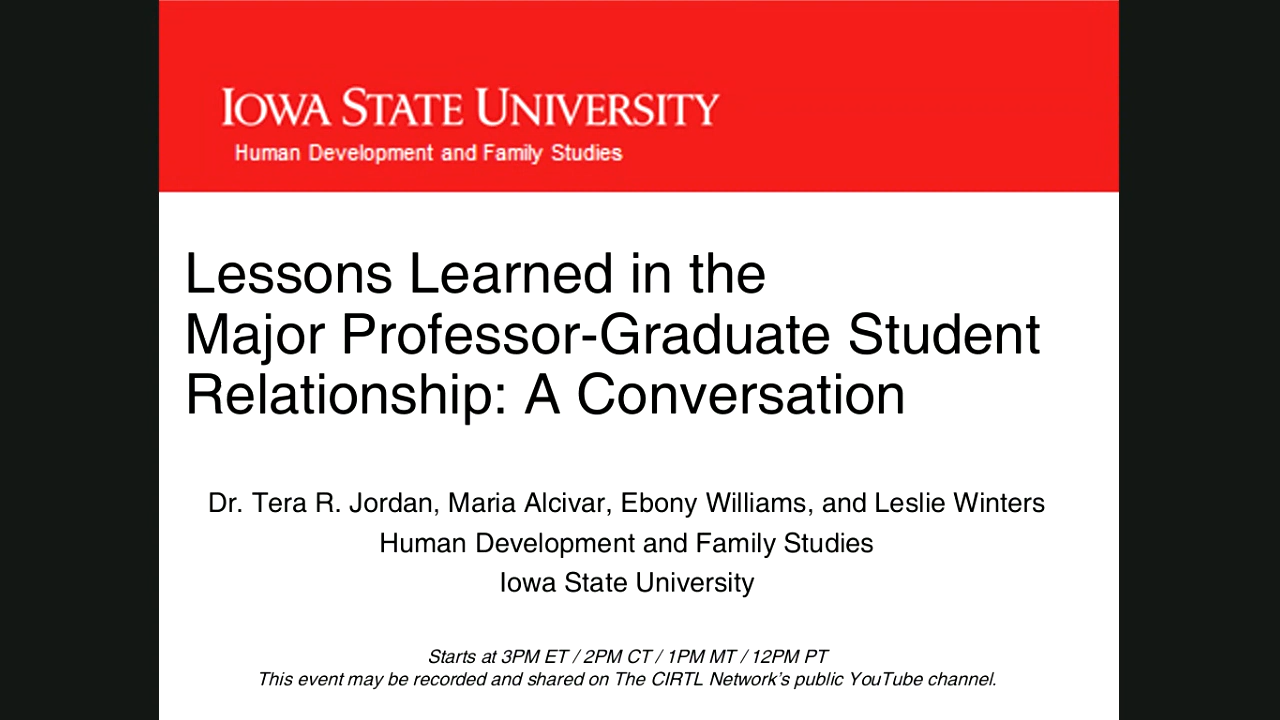 IOWA STATE UNIVERSITY
Human Development and Family Studies
Lessons Learned in the
Major Professor-Graduate Student
Relationship: A Conversation
Dr. Tera R. Jordan, Maria Alcivar, Ebony Williams, and Leslie Winters
Human Development and Family Studies
Iowa State University
Starts at 3PM ET / 2PM CT / 1PM MT / 12PM PT
This event may be recorded and shared on The CIRTL Network's public YouTube channel.